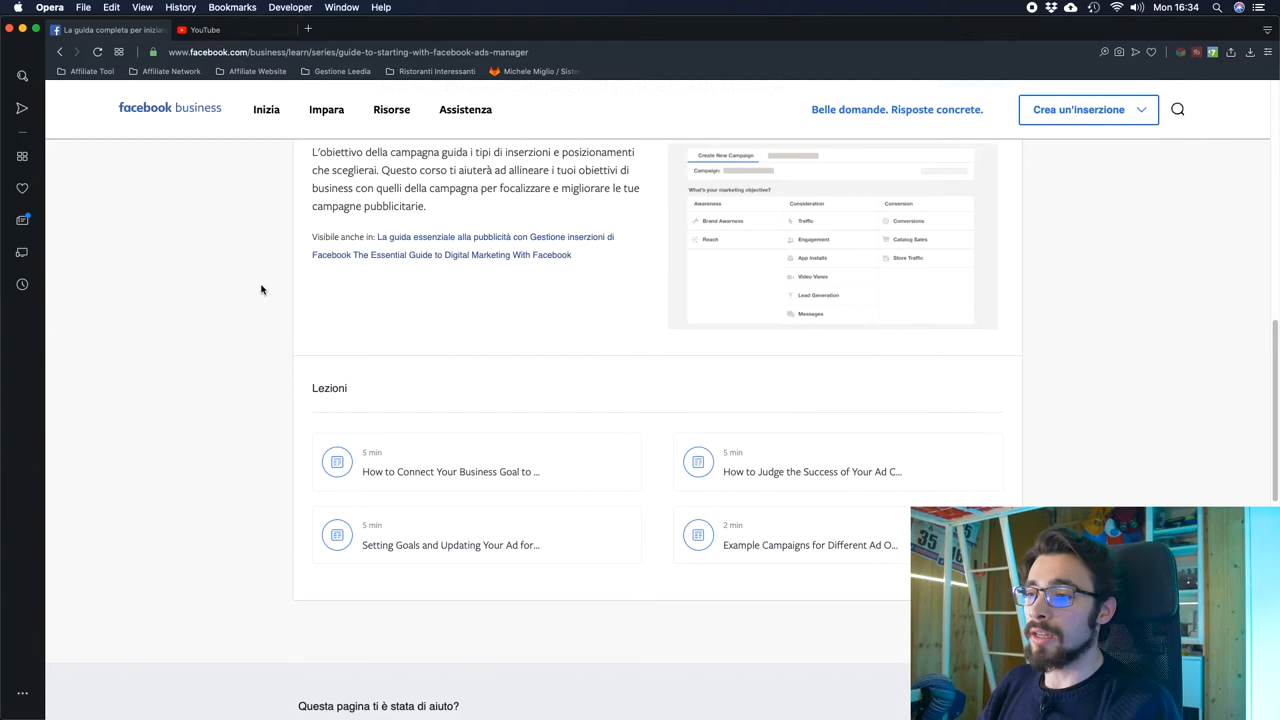 Opera File Edit View History Bookmarks Developer Window Help Mon 16:34
La guida completa per inizian YouTube
www.facebook.com/business/learn/series/guide-to-starting-with-facebook-ads-manager
Affiliate Tool Affiliate Network Affiliate Website Gestione Leedia Ristoranti Interessanti Michele Miglio / Siste
facebook business Inizia Impara Risorse Assistenza Belle domande. Risposte concrete. Crea un'inserzione
L'obiettivo della campagna guida i tipi di inserzioni e posizionamenti
che sceglierai. Questo corso ti aiuterà ad allineare i tuoi obiettivi di
business con quelli della campagna per focalizzare e migliorare le tue
campagne pubblicitarie.
Visibile anche in: La guida essenziale alla pubblicità con Gestione inserzioni di
Facebook The Essential Guide to Digital Marketing With Facebook
Create New Campaign
Campaign:
What's your marketing objective?
Awareness Consideration Conversion
Brand Awarness Traffic Conversions
Reach Engagement Catalog Sales
App Installs Store Traffic
Video Views
Lead Generation
Messages
Lezioni
5 min
How to Connect Your Business Goal to ...
5 min
How to Judge the Success of Your Ad C...
5 min
Setting Goals and Updating Your Ad for...
2 min
Example Campaigns for Different Ad O...
35
Questa pagina ti è stata di aiuto?